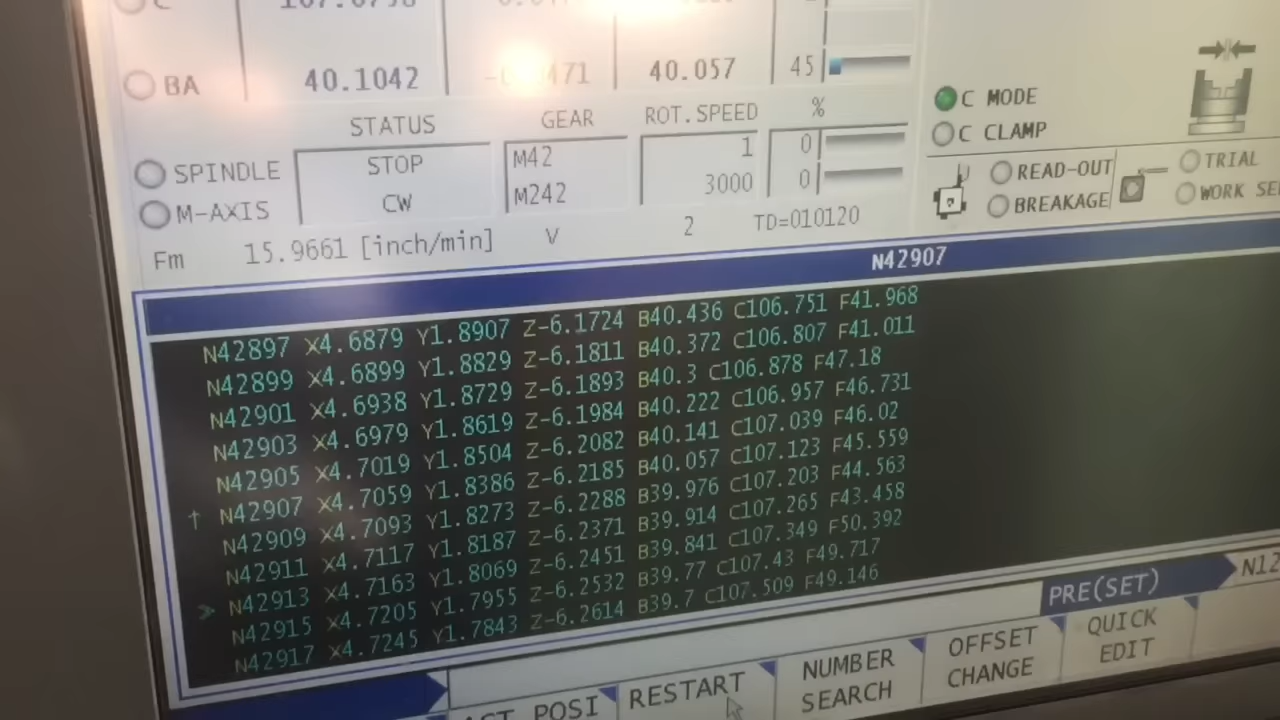 BA 40.1042 40.057 45
STATUS GEAR ROT.SPEED %
SPINDLE STOP M42 1 0
M-AXIS CW M242 3000 0
Fm 15.9661 [inch/min] V 2 TD=010120
C MODE
C CLAMP
READ-OUT TRIAL
BREAKAGE WORK
N42907
N42897 X4.6879 Y1.8907 Z-6.1724 B40.436 C106.751 F41.968
N42899 X4.6899 Y1.8829 Z-6.1811 B40.372 C106.807 F41.011
N42901 X4.6938 Y1.8729 Z-6.1893 B40.3 C106.878 F47.18
N42903 X4.6979 Y1.8619 Z-6.1984 B40.222 C106.957 F46.731
N42905 X4.7019 Y1.8504 Z-6.2082 B40.141 C107.039 F46.02
↑ N42907 X4.7059 Y1.8386 Z-6.2185 B40.057 C107.123 F45.559
N42909 X4.7093 Y1.8273 Z-6.2288 B39.976 C107.203 F44.563
N42911 X4.7117 Y1.8187 Z-6.2371 B39.914 C107.265 F43.458
> N42913 X4.7163 Y1.8069 Z-6.2451 B39.841 C107.349 F50.392
N42915 X4.7205 Y1.7955 Z-6.2532 B39.77 C107.43 F49.717
N42917 X4.7245 Y1.7843 Z-6.2614 B39.7 C107.509 F49.146
PRE(SET) N12
POSI
RESTART
NUMBER SEARCH
OFFSET CHANGE
QUICK EDIT